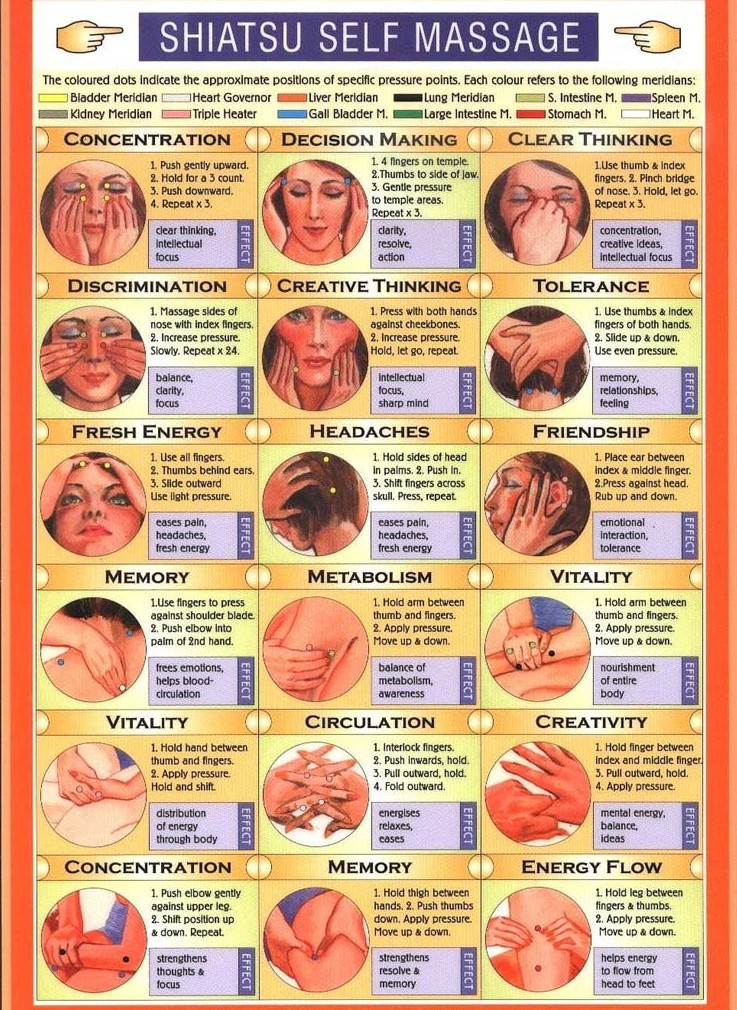 SHIATSU SELF MASSAGE
The coloured dots indicate the approximate positions of specific pressure points. Each colour refers to the following meridians:
Bladder Meridian Heart Governor Liver Meridian Lung Meridian S. Intestine M. Spleen M.
Kidney Meridian Triple Heater Gall Bladder M. Large Intestine M. Stomach M. Heart M.
CONCENTRATION
1. Push gently upward.
2. Hold for a 3 count.
3. Push downward.
4. Repeat x 3.
clear thinking,
intellectual
focus
EFFECT
DECISION MAKING
1. 4 fingers on temple.
2.Thumbs to side of jaw.
3. Gentle pressure
to temple areas.
Repeat x 3.
clarity,
resolve,
action
EFFECT
CLEAR THINKING
1.Use thumb & index
fingers. 2. Pinch bridge
of nose. 3. Hold, let go.
Repeat x 3.
concentration,
creative ideas,
intellectual focus
EFFECT
DISCRIMINATION
1. Massage sides of
nose with index fingers.
2. Increase pressure.
Slowly. Repeat x 24.
balance,
clarity,
focus
EFFECT
CREATIVE THINKING
1. Press with both hands
against cheekbones.
2. Increase pressure.
Hold, let go, repeat.
intellectual
focus,
sharp mind
EFFECT
TOLERANCE
1. Use thumbs & index
fingers of both hands.
2. Slide up & down.
Use even pressure.
memory,
relationships,
feeling
EFFECT
FRESH ENERGY
1. Use all fingers.
2. Thumbs behind ears.
3. Slide outward
Use light pressure.
eases pain,
headaches,
fresh energy
EFFECT
HEADACHES
1. Hold sides of head
in palms. 2. Push in.
3. Shift fingers across
skull. Press, repeat.
eases pain,
headaches,
fresh energy
EFFECT
FRIENDSHIP
1. Place ear between
index & middle finger.
2.Press against head.
Rub up and down.
emotional
interaction,
tolerance
EFFECT
MEMORY
1.Use fingers to press
against shoulder blade.
2. Push elbow into
palm of 2nd hand.
frees emotions,
helps blood-
circulation
EFFECT
METABOLISM
1. Hold arm between
thumb and fingers.
2. Apply pressure.
Move up & down.
balance of
metabolism,
awareness
EFFECT
VITALITY
1. Hold arm between
thumb and fingers.
2. Apply pressure.
Move up & down.
nourishment
of entire
body
EFFECT
VITALITY
1. Hold hand between
thumb and fingers.
2. Apply pressure.
Hold and shift.
distribution
of energy
through body
EFFECT
CIRCULATION
1. Interlock fingers.
2. Push inwards, hold.
3. Pull outward, hold.
4. Fold outward.
energises
relaxes,
eases
EFFECT
CREATIVITY
1. Hold finger between
index and middle finger.
3. Pull outward, hold.
4. Apply pressure.
mental energy,
balance,
ideas
EFFECT
CONCENTRATION
1. Push elbow gently
against upper leg.
2. Shift position up
& down. Repeat.
strengthens
thoughts &
focus
EFFECT
MEMORY
1. Hold thigh between
hands. 2. Push thumbs
down. Apply pressure.
Move up & down.
strengthens
resolve &
memory
EFFECT
ENERGY FLOW
1. Hold leg between
fingers & thumbs.
2. Apply pressure.
Move up & down.
helps energy
to flow from
head to feet
EFFECT